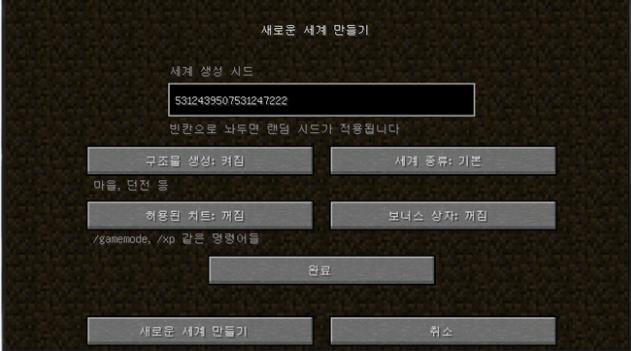 새로운 세계 만들기
세계 생성 시드
5312439507531247222
빈칸으로 놔두면 랜덤 시드가 적용됩니다
구조물 생성: 켜짐
세계 종류: 기본
마을, 던전 등
허용된 치트: 꺼짐
보너스 상자: 꺼짐
/gamemode, /xp 같은 명령어들
완료
새로운 세계 만들기
취소